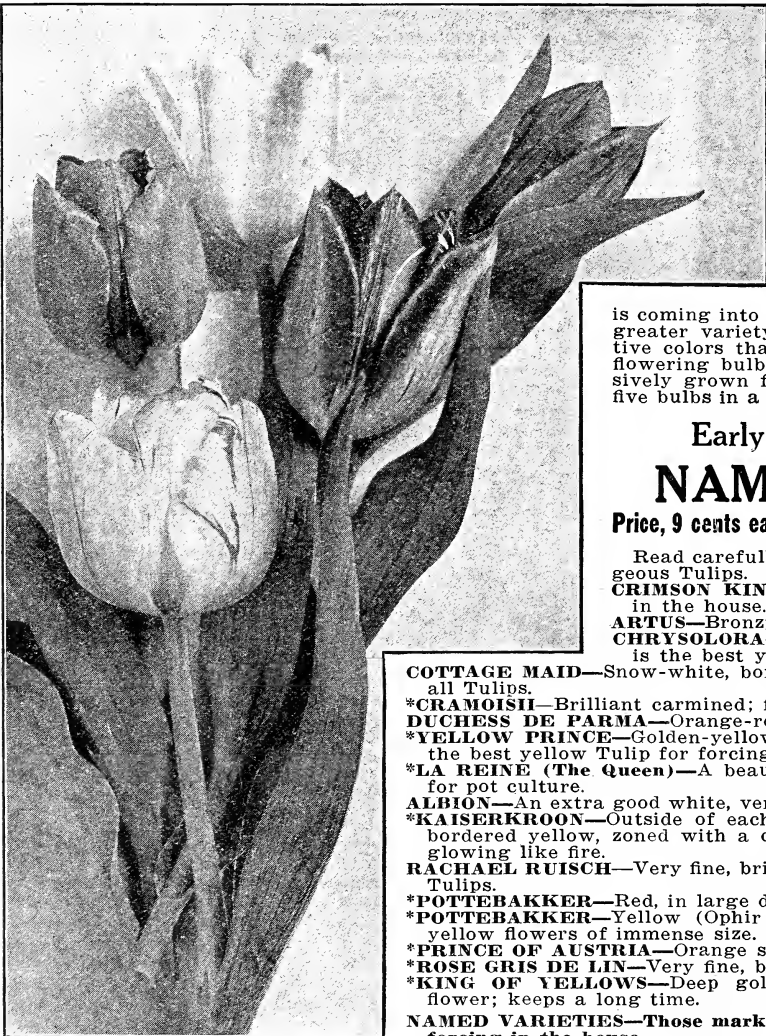 is coming into
greater variety
tive colors tha
flowering bulb
sively grown f
five bulbs in a
Early
NAM
Price, 9 cents ea
Read careful
geous Tulips.
CRIMSON KIN
in the house.
ARTUS—Bronz
CHRYSOLORA
is the best y
COTTAGE MAID—Snow-white, bo
all Tulips.
*CRAMOISII—Brilliant carmined; f
DUCHESS DE PARMA—Orange-re
*YELLOW PRINCE—Golden-yellow
the best yellow Tulip for forcing
*LA REINE (The Queen)—A beau
for pot culture.
ALBION—An extra good white, ver
*KAISERKROON—Outside of each
bordered yellow, zoned with a c
glowing like fire.
RACHAEL RUISCH—Very fine, bri
Tulips.
*POTTEBAKKER—Red, in large d
*POTTEBAKKER—Yellow (Ophir
yellow flowers of immense size.
*PRINCE OF AUSTRIA—Orange s
*ROSE GRIS DE LIN—Very fine, b
*KING OF YELLOWS—Deep gol
flower; keeps a long time.
NAMED VARIETIES—Those mark
forcing in the house